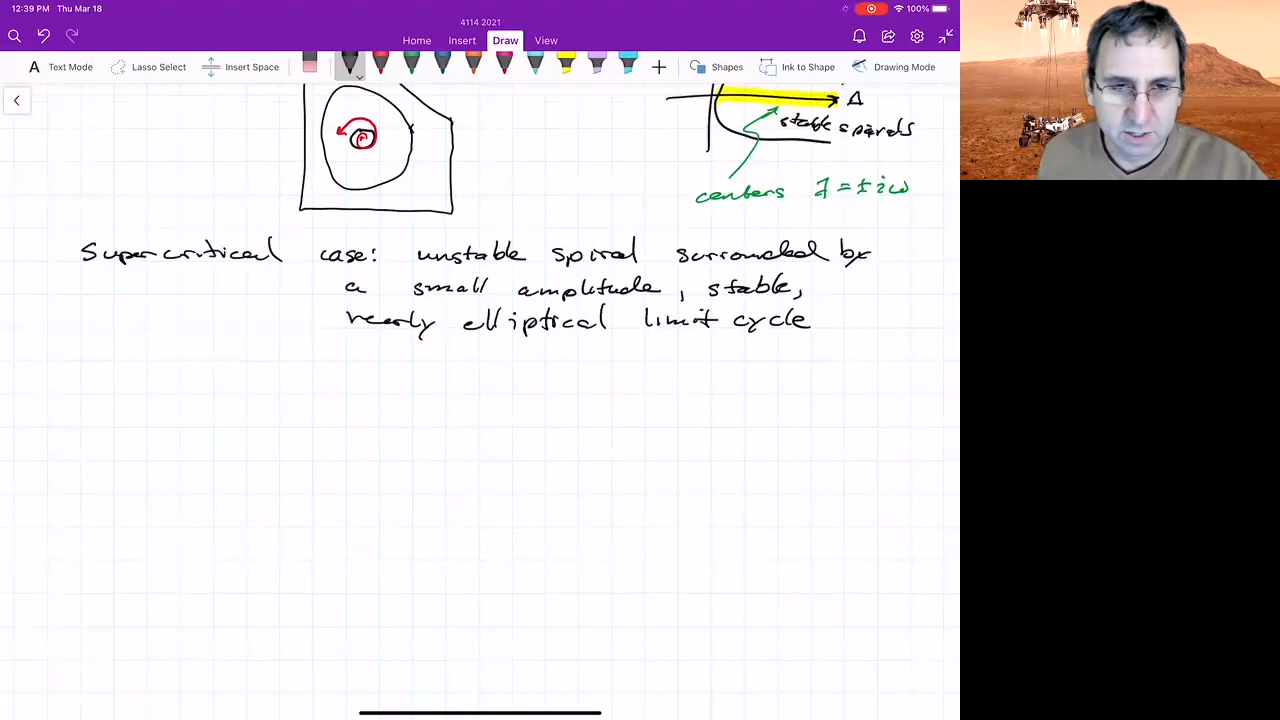 12:39 PM Thu Mar 18
100%
4114 2021
Home Insert Draw View
Text Mode Lasso Select Insert Space Shapes Ink to Shape Drawing Mode
Δ
stable spirals
centers λ = ± iω
Supercritical case: unstable spiral surrounded by
a small amplitude, stable,
nearly elliptical limit cycle